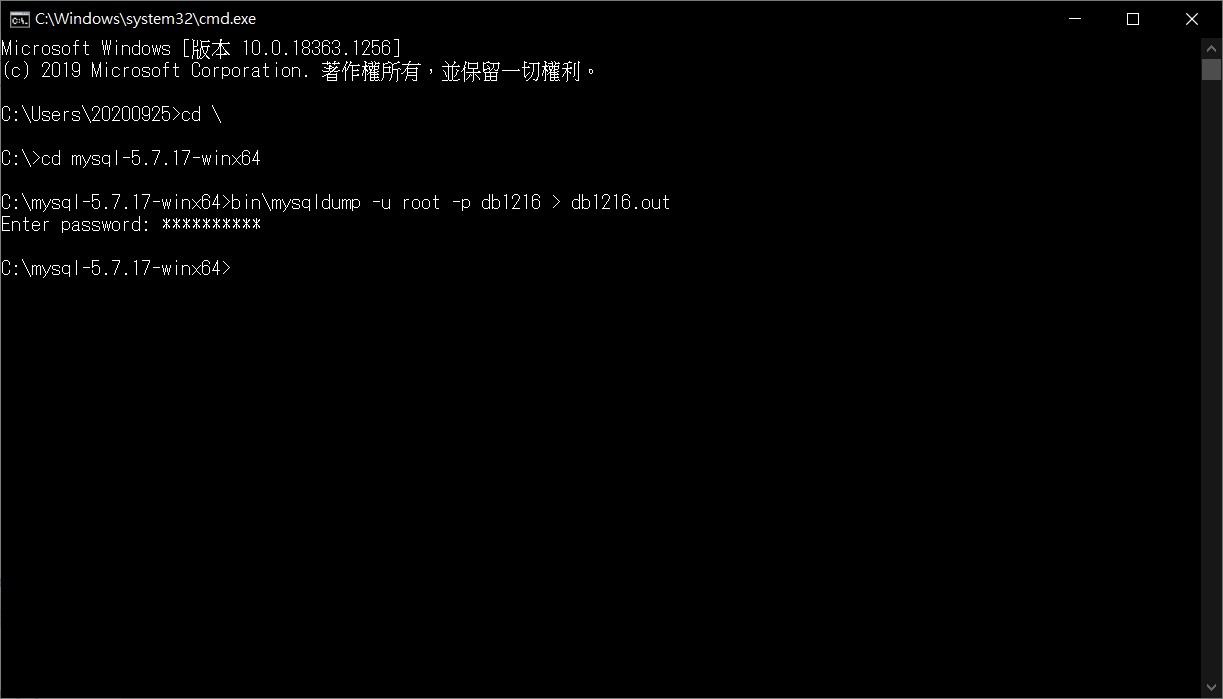 C:\Windows\system32\cmd.exe
Microsoft Windows [版本 10.0.18363.1256]
(c) 2019 Microsoft Corporation. 著作權所有，並保留一切權利。
C:\Users\20200925>cd \
C:\>cd mysql-5.7.17-winx64
C:\mysql-5.7.17-winx64>bin\mysqldump -u root -p db1216 > db1216.out
Enter password: **********
C:\mysql-5.7.17-winx64>